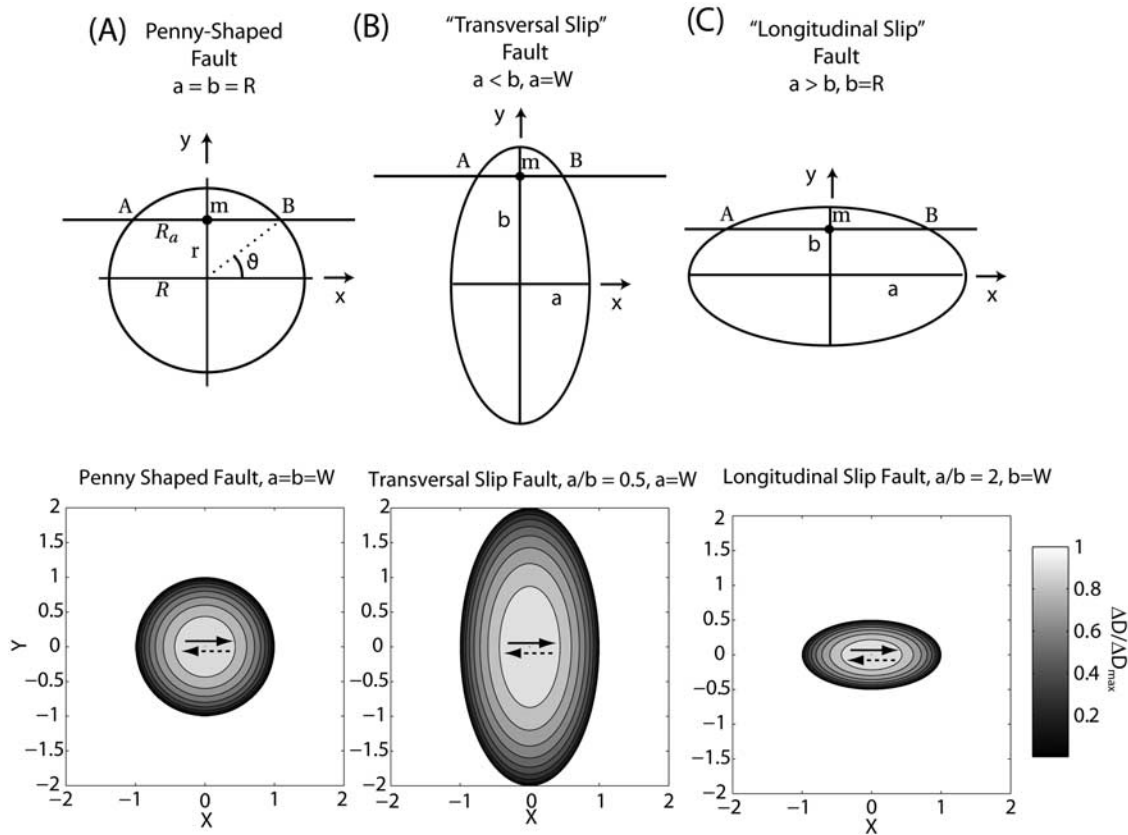 (A)
Penny-Shaped
Fault
a = b = R
y
A
m
B
R_a
r
ϑ
R
x
(B)
"Transversal Slip"
Fault
a < b, a=W
y
A
m
B
b
a
x
(C)
"Longitudinal Slip"
Fault
a > b, b=R
y
A
m
B
b
a
x
Penny Shaped Fault, a=b=W
2
1.5
1
0.5
0
−0.5
−1
−1.5
−2
Y
−2
−1
0
1
2
X
Transversal Slip Fault, a/b = 0.5, a=W
2
1.5
1
0.5
0
−0.5
−1
−1.5
−2
−2
−1
0
1
2
X
Longitudinal Slip Fault, a/b = 2, b=W
2
1.5
1
0.5
0
−0.5
−1
−1.5
−2
−2
−1
0
1
2
X
1
0.8
0.6
0.4
0.2
ΔD/ΔD_max